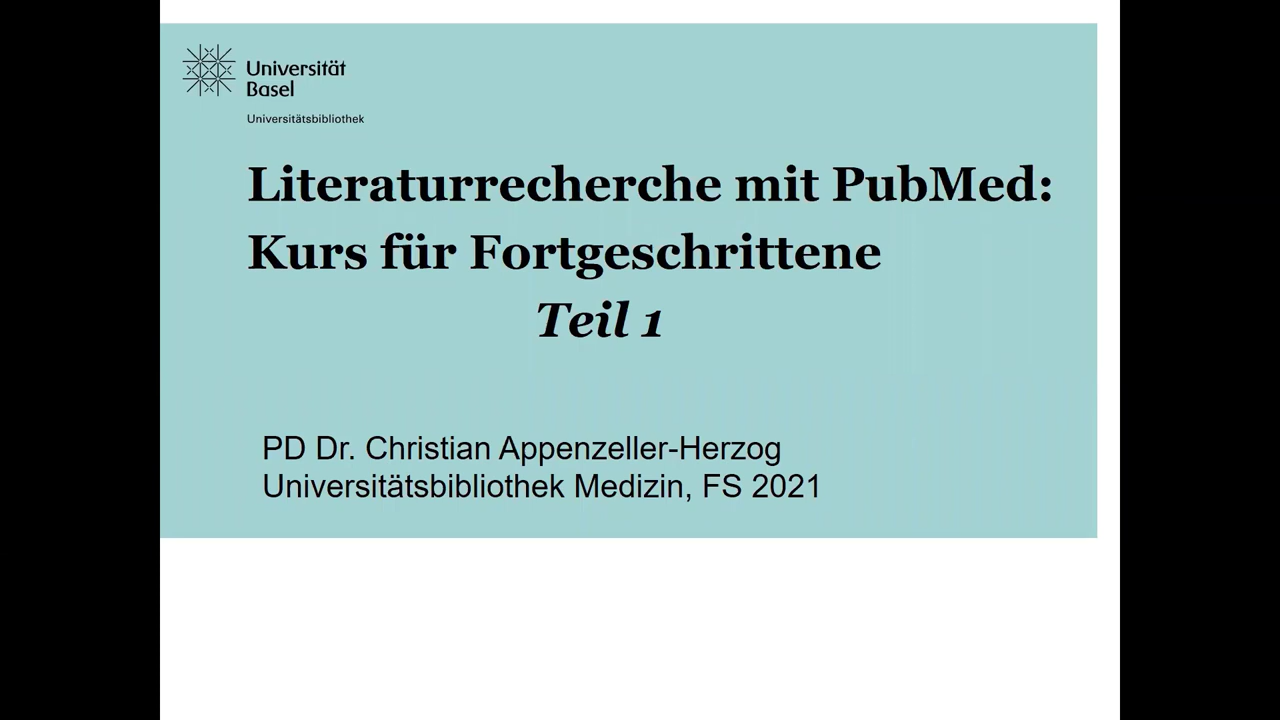 Universität
Basel
Universitätsbibliothek
Literaturrecherche mit PubMed:
Kurs für Fortgeschrittene
Teil 1
PD Dr. Christian Appenzeller-Herzog
Universitätsbibliothek Medizin, FS 2021